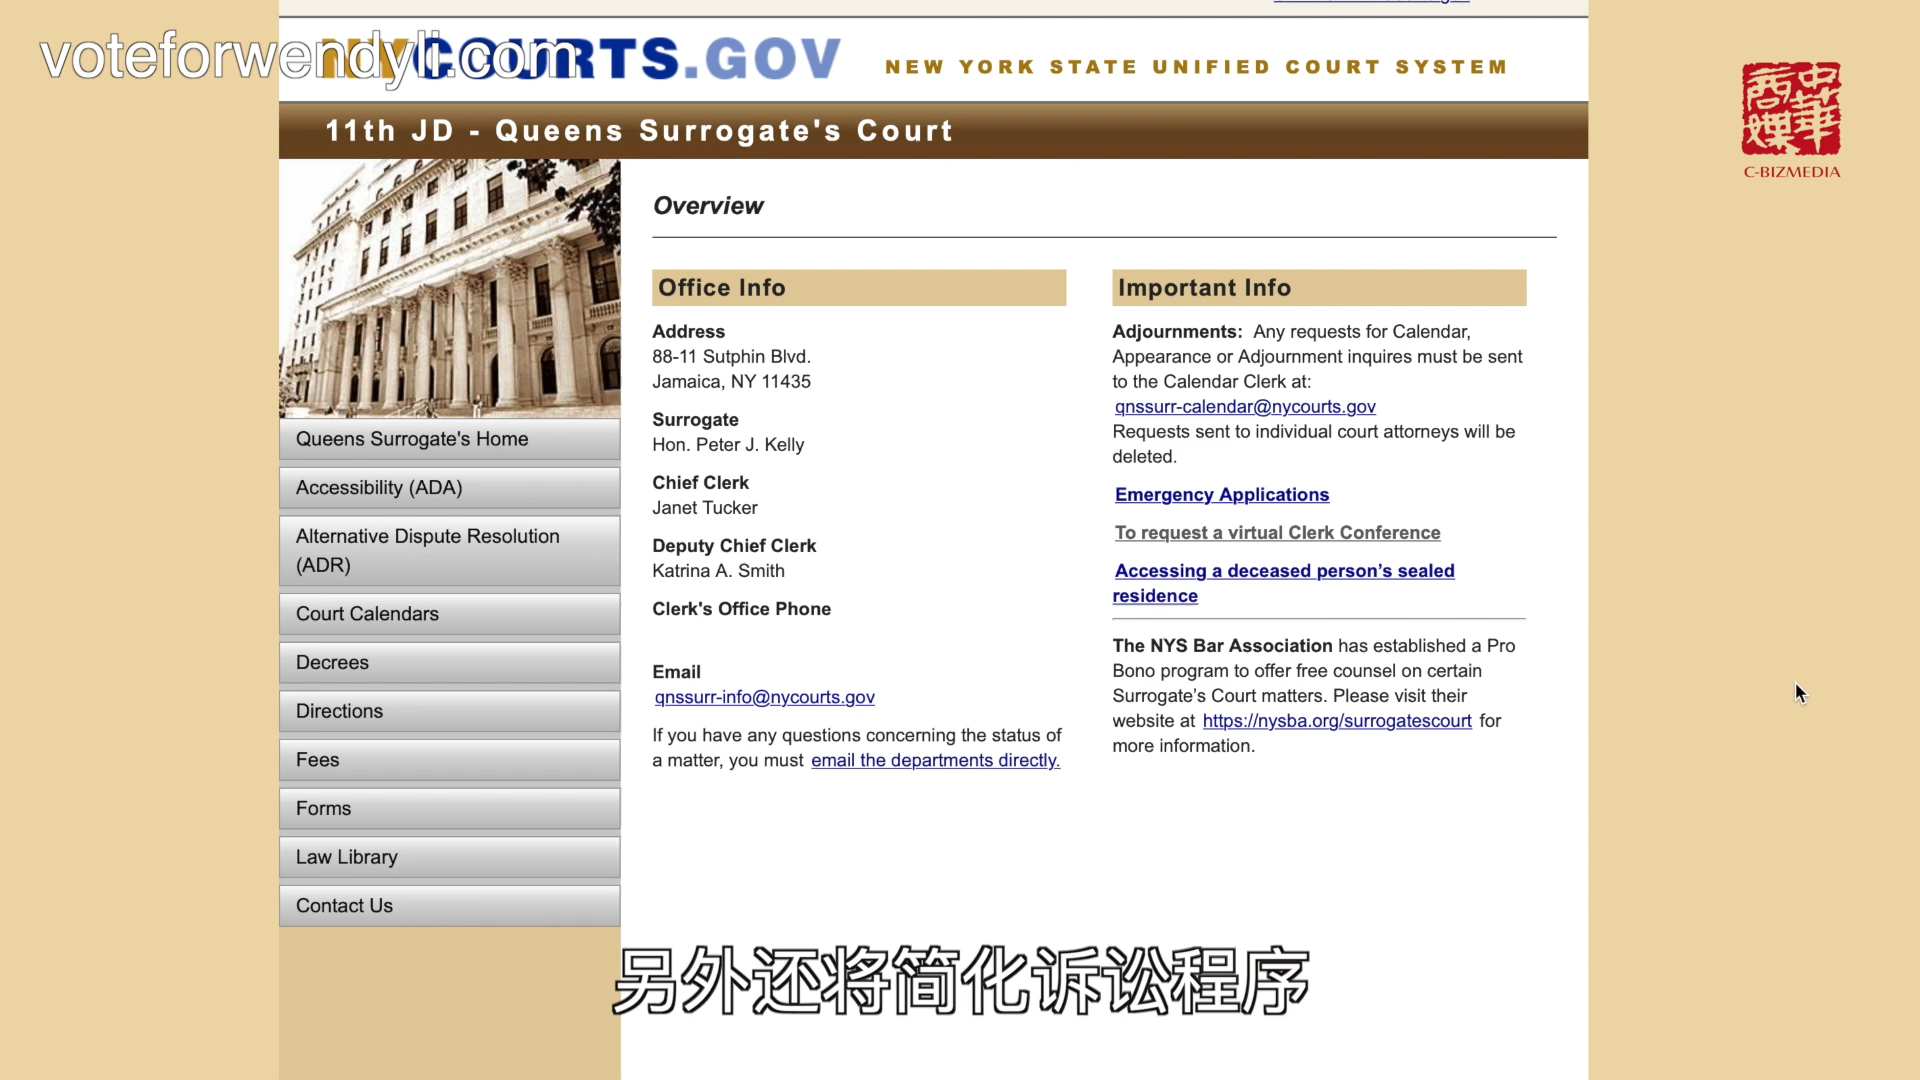 voteforwendyli.com
NYCOURTS.GOV
NEW YORK STATE UNIFIED COURT SYSTEM
中華商媒
C-BIZMEDIA
11th JD - Queens Surrogate's Court
Queens Surrogate's Home
Accessibility (ADA)
Alternative Dispute Resolution
(ADR)
Court Calendars
Decrees
Directions
Fees
Forms
Law Library
Contact Us
Overview
Office Info
Address
88-11 Sutphin Blvd.
Jamaica, NY 11435
Surrogate
Hon. Peter J. Kelly
Chief Clerk
Janet Tucker
Deputy Chief Clerk
Katrina A. Smith
Clerk's Office Phone
Email
qnssurr-info@nycourts.gov
If you have any questions concerning the status of
a matter, you must email the departments directly.
Important Info
Adjournments: Any requests for Calendar,
Appearance or Adjournment inquires must be sent
to the Calendar Clerk at:
qnssurr-calendar@nycourts.gov
Requests sent to individual court attorneys will be
deleted.
Emergency Applications
To request a virtual Clerk Conference
Accessing a deceased person’s sealed
residence
The NYS Bar Association has established a Pro
Bono program to offer free counsel on certain
Surrogate’s Court matters. Please visit their
website at https://nysba.org/surrogatescourt for
more information.
另外还将简化诉讼程序